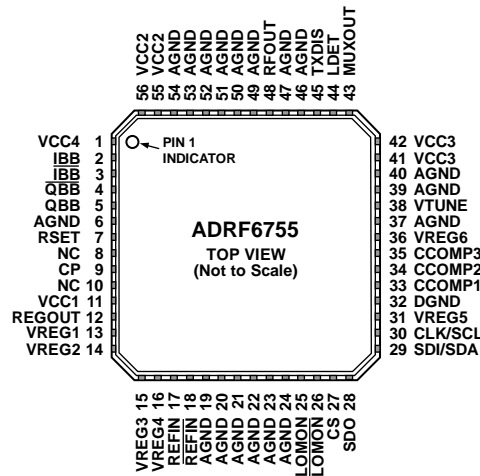 56 VCC2
55 VCC2
54 AGND
53 AGND
52 AGND
51 AGND
50 AGND
49 AGND
48 RFOUT
47 AGND
46 AGND
45 TXDIS
44 LDET
43 MUXOUT
VCC4 1
IBB 2
I̅B̅B̅ 3
Q̅B̅B̅ 4
QBB 5
AGND 6
RSET 7
NC 8
CP 9
NC 10
VCC1 11
REGOUT 12
VREG1 13
VREG2 14
PIN 1
INDICATOR
ADRF6755
TOP VIEW
(Not to Scale)
42 VCC3
41 VCC3
40 AGND
39 AGND
38 VTUNE
37 AGND
36 VREG6
35 CCOMP3
34 CCOMP2
33 CCOMP1
32 DGND
31 VREG5
30 CLK/SCL
29 SDI/SDA
VREG3 15
VREG4 16
REFIN 17
R̅E̅F̅I̅N̅ 18
AGND 19
AGND 20
AGND 21
AGND 22
AGND 23
AGND 24
LOMON 25
L̅O̅M̅O̅N̅ 26
CS 27
SDO 28